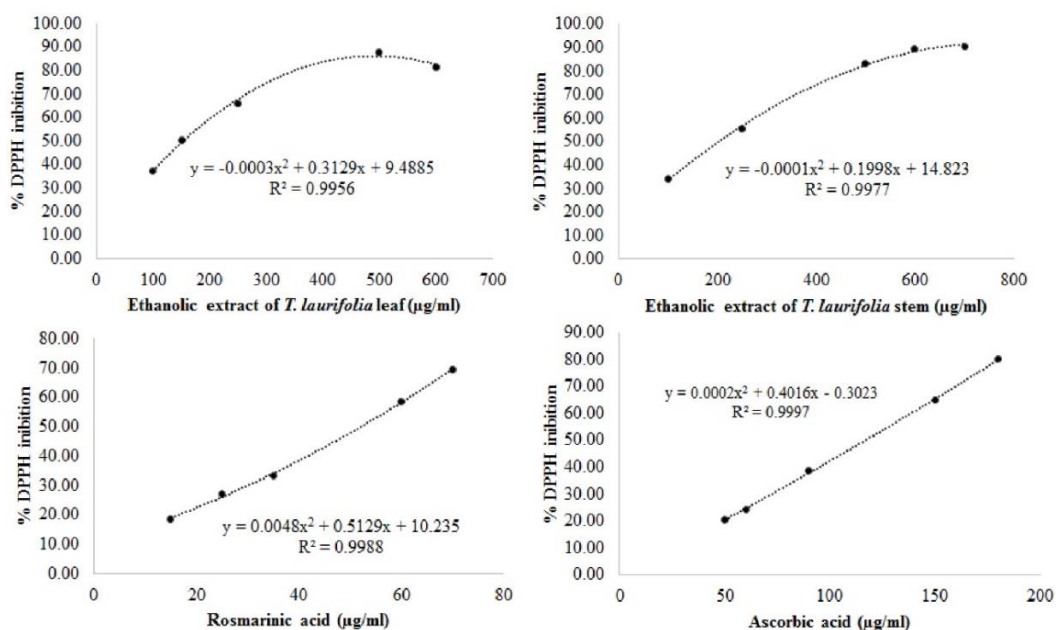 % DPPH inibition
100.00
90.00
80.00
70.00
60.00
50.00
40.00
30.00
20.00
10.00
0.00
y = -0.0003x² + 0.3129x + 9.4885
R² = 0.9956
0 100 200 300 400 500 600 700
Ethanolic extract of T. laurifolia leaf (µg/ml)
% DPPH inibition
100.00
90.00
80.00
70.00
60.00
50.00
40.00
30.00
20.00
10.00
0.00
y = -0.0001x² + 0.1998x + 14.823
R² = 0.9977
0 200 400 600 800
Ethanolic extract of T. laurifolia stem (µg/ml)
% DPPH inibition
80.00
70.00
60.00
50.00
40.00
30.00
20.00
10.00
0.00
y = 0.0048x² + 0.5129x + 10.235
R² = 0.9988
0 20 40 60 80
Rosmarinic acid (µg/ml)
% DPPH inibition
90.00
80.00
70.00
60.00
50.00
40.00
30.00
20.00
10.00
0.00
y = 0.0002x² + 0.4016x - 0.3023
R² = 0.9997
0 50 100 150 200
Ascorbic acid (µg/ml)